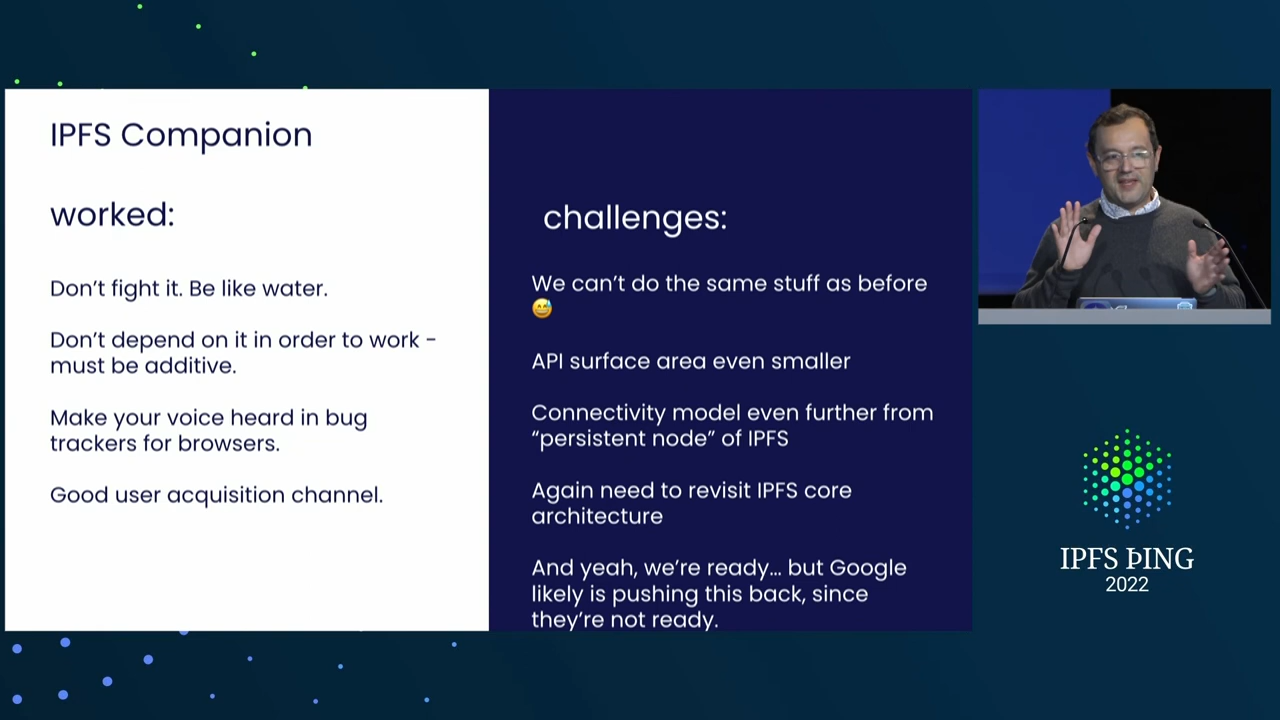 IPFS Companion
worked:
Don’t fight it. Be like water.
Don’t depend on it in order to work -
must be additive.
Make your voice heard in bug
trackers for browsers.
Good user acquisition channel.
challenges:
We can’t do the same stuff as before
😅
API surface area even smaller
Connectivity model even further from
“persistent node” of IPFS
Again need to revisit IPFS core
architecture
And yeah, we’re ready... but Google
likely is pushing this back, since
they’re not ready.
IPFS ÞING
2022